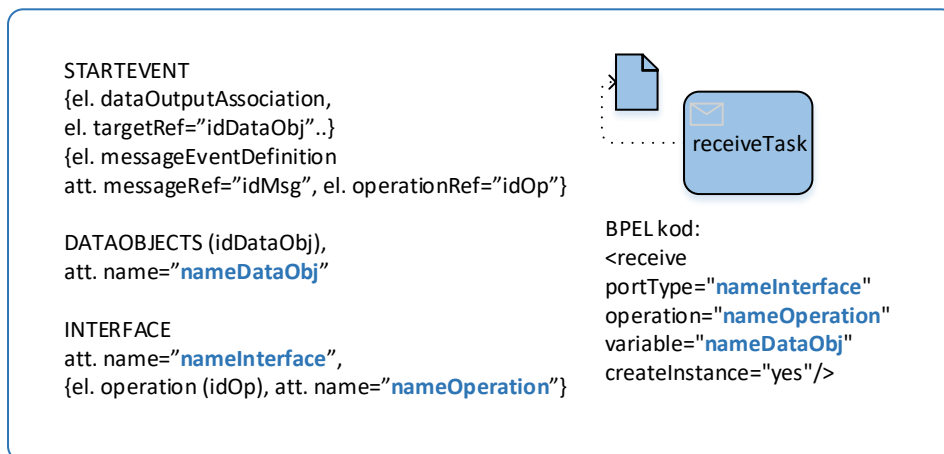 STARTEVENT
{el. dataOutputAssociation,
el. targetRef=”idDataObj”..}
{el. messageEventDefinition
att. messageRef=”idMsg”, el. operationRef=”idOp”}
DATAOBJECTS (idDataObj),
att. name=”nameDataObj”
INTERFACE
att. name=”nameInterface”,
{el. operation (idOp), att. name=”nameOperation”}
receiveTask
BPEL kod:
<receive
portType="nameInterface"
operation="nameOperation"
variable="nameDataObj"
createInstance="yes"/>